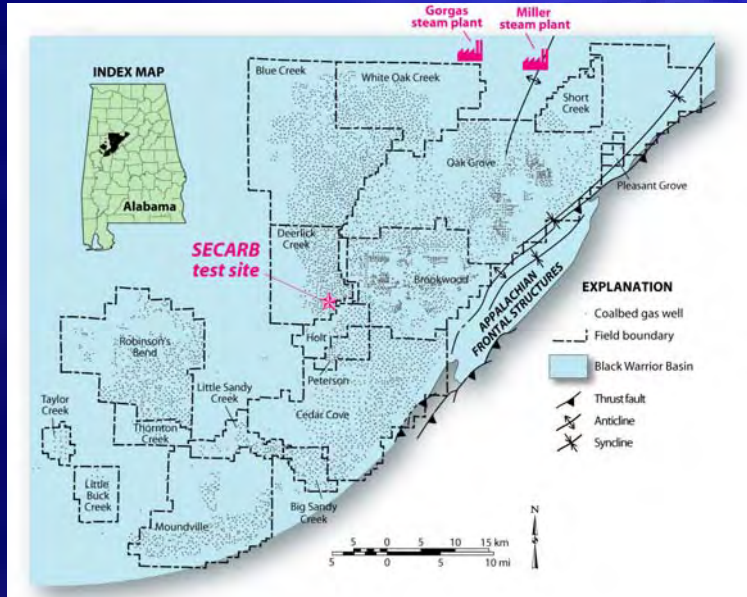 Gorgas
steam plant
Miller
steam plant
INDEX MAP
Alabama
Blue Creek
White Oak Creek
Short
Creek
Oak Grove
Pleasant Grove
Deerlick
Creek
SECARB
test site
Brookwood
APPALACHIAN
FRONTAL STRUCTURES
Holt
Peterson
Robinson's
Bend
Little Sandy
Creek
Cedar Cove
Taylor
Creek
Thornton
Creek
Little
Buck
Creek
Big Sandy
Creek
Moundville
EXPLANATION
Coalbed gas well
Field boundary
Black Warrior Basin
Thrust fault
Anticline
Syncline
N
S
5 0 5 10 15 km
5 0 5 10 mi